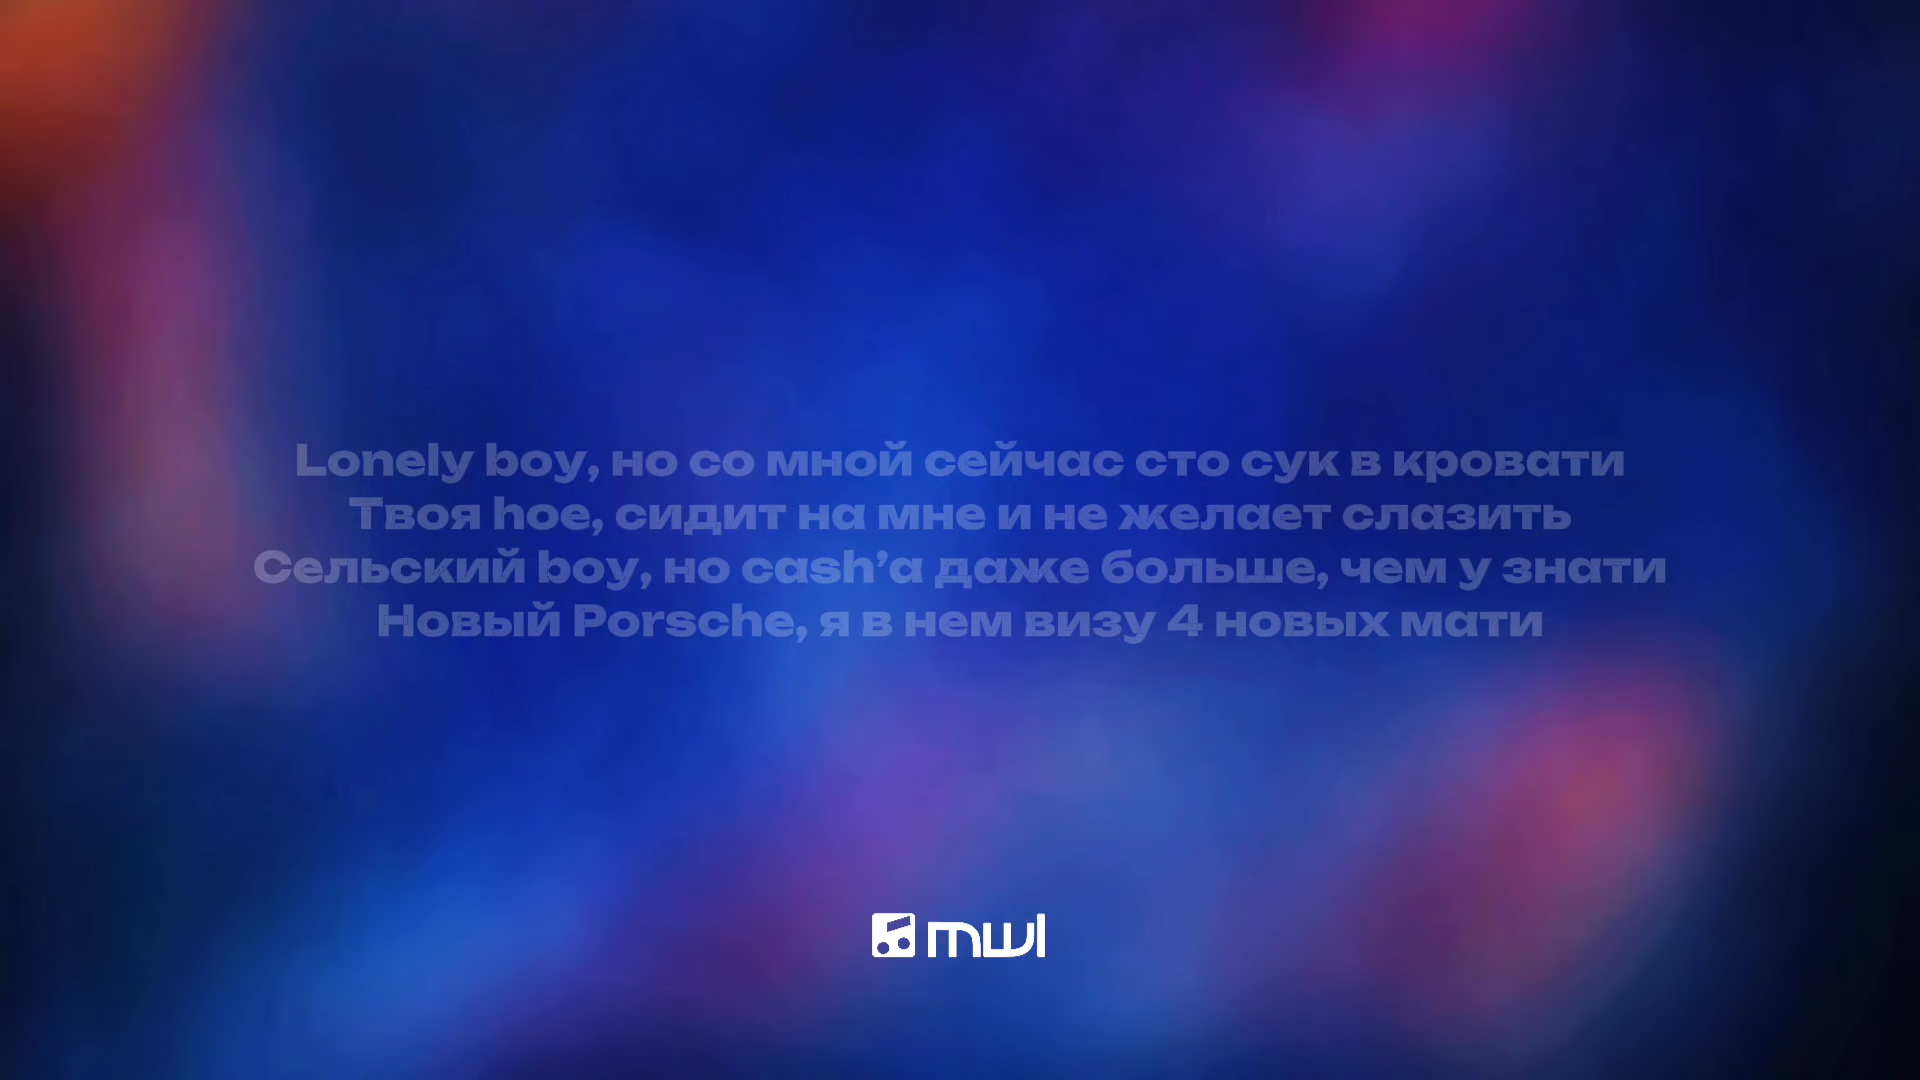 Lonely boy, но со мной сейчас сто сук в кровати
Твоя hoe, сидит на мне и не желает слазить
Сельский boy, но cash’а даже больше, чем у знати
Новый Porsche, я в нем визу 4 новых мати
mwl